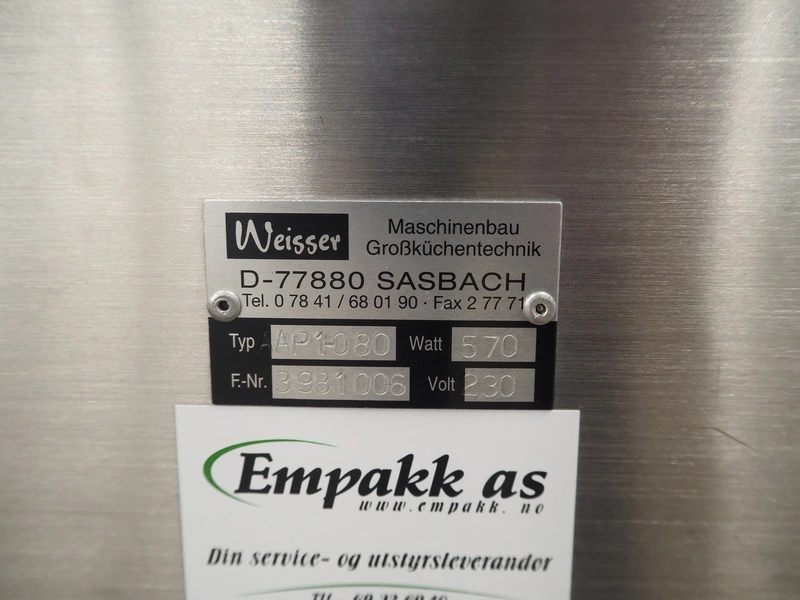 Weisser
Maschinenbau
Großküchentechnik
D-77880 SASBACH
Tel. 0 78 41 / 68 01 90 · Fax 2 77 71
Typ AAP1-080 Watt 570
F.-Nr. 3981006 Volt 230
Empakk as
www.empakk.no
Din service- og utstyrsleverandør